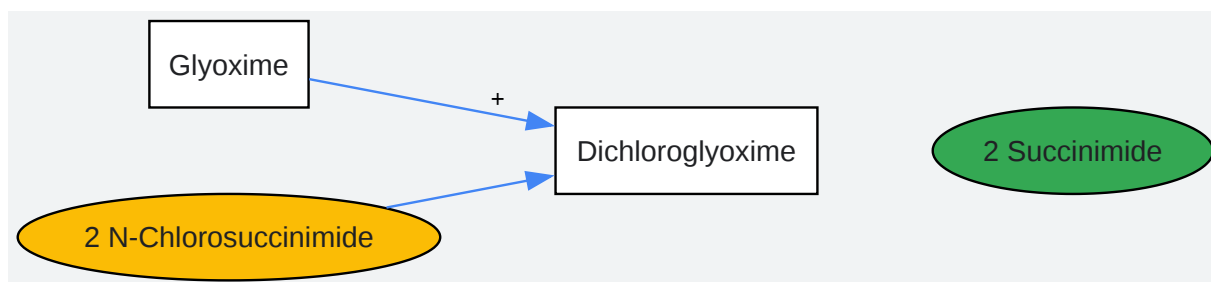 Glyoxime
+
Dichloroglyoxime
2 Succinimide
2 N-Chlorosuccinimide